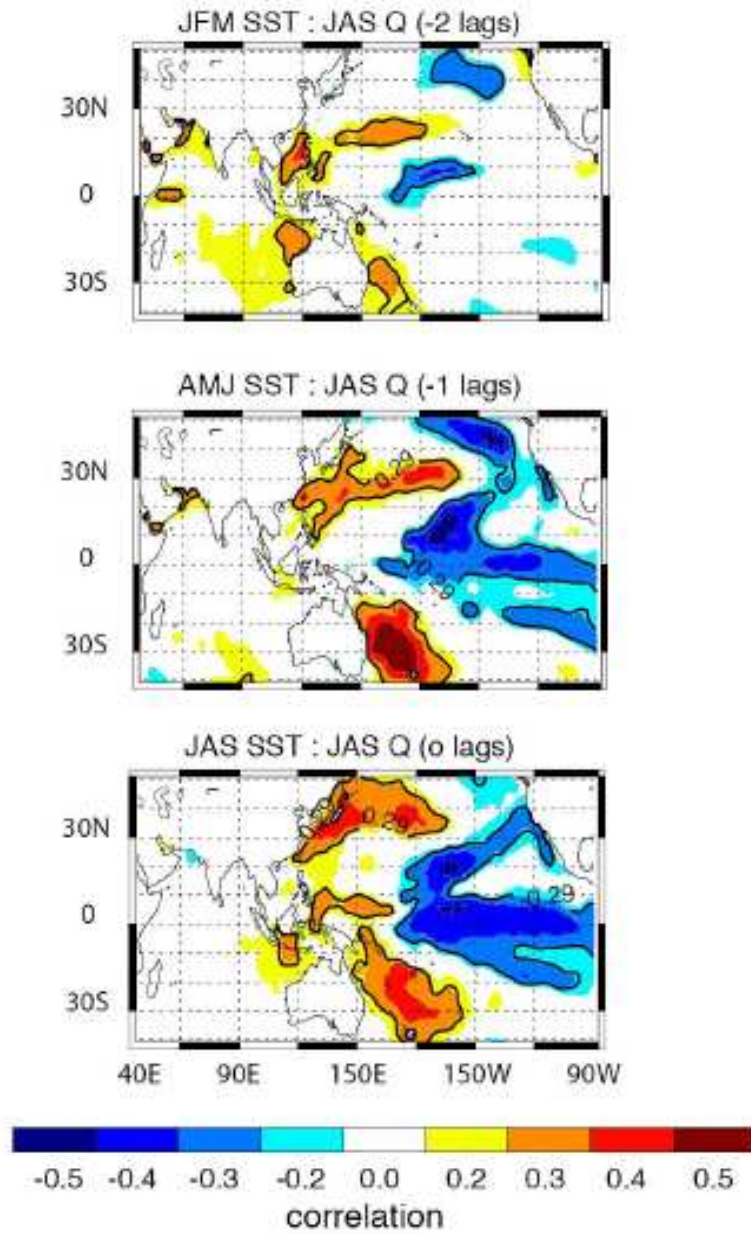 JFM SST : JAS Q (-2 lags)
30N
0
30S
AMJ SST : JAS Q (-1 lags)
30N
0
30S
JAS SST : JAS Q (o lags)
30N
0
30S
0.29
40E 90E 150E 150W 90W
-0.5 -0.4 -0.3 -0.2 0.0 0.2 0.3 0.4 0.5
correlation